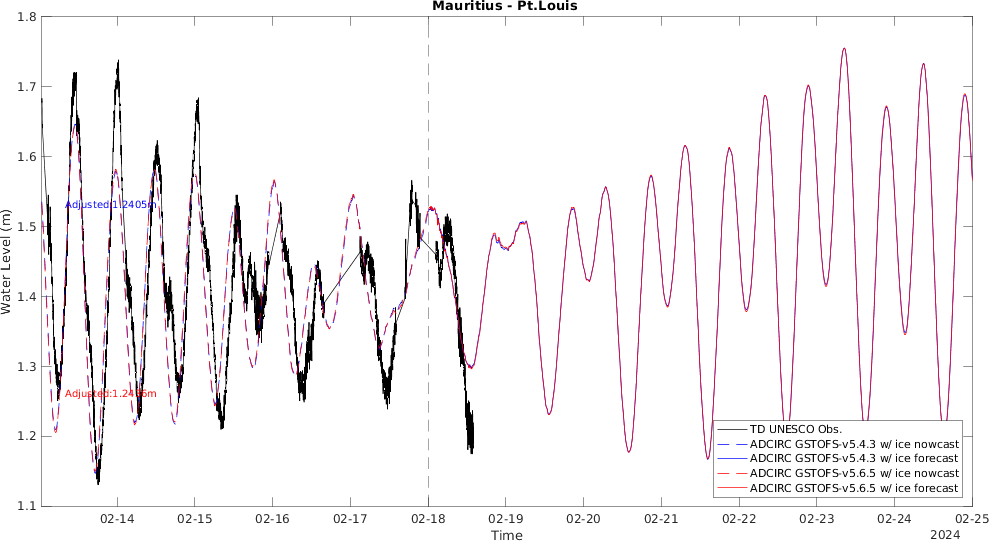 Mauritius - Pt.Louis
Water Level (m)
1.8
1.7
1.6
1.5
1.4
1.3
1.2
1.1
Adjusted:1.2405m
Adjusted:1.2466m
TD UNESCO Obs.
ADCIRC GSTOFS-v5.4.3 w/ ice nowcast
ADCIRC GSTOFS-v5.4.3 w/ ice forecast
ADCIRC GSTOFS-v5.6.5 w/ ice nowcast
ADCIRC GSTOFS-v5.6.5 w/ ice forecast
02-14 02-15 02-16 02-17 02-18 02-19 02-20 02-21 02-22 02-23 02-24 02-25
2024
Time